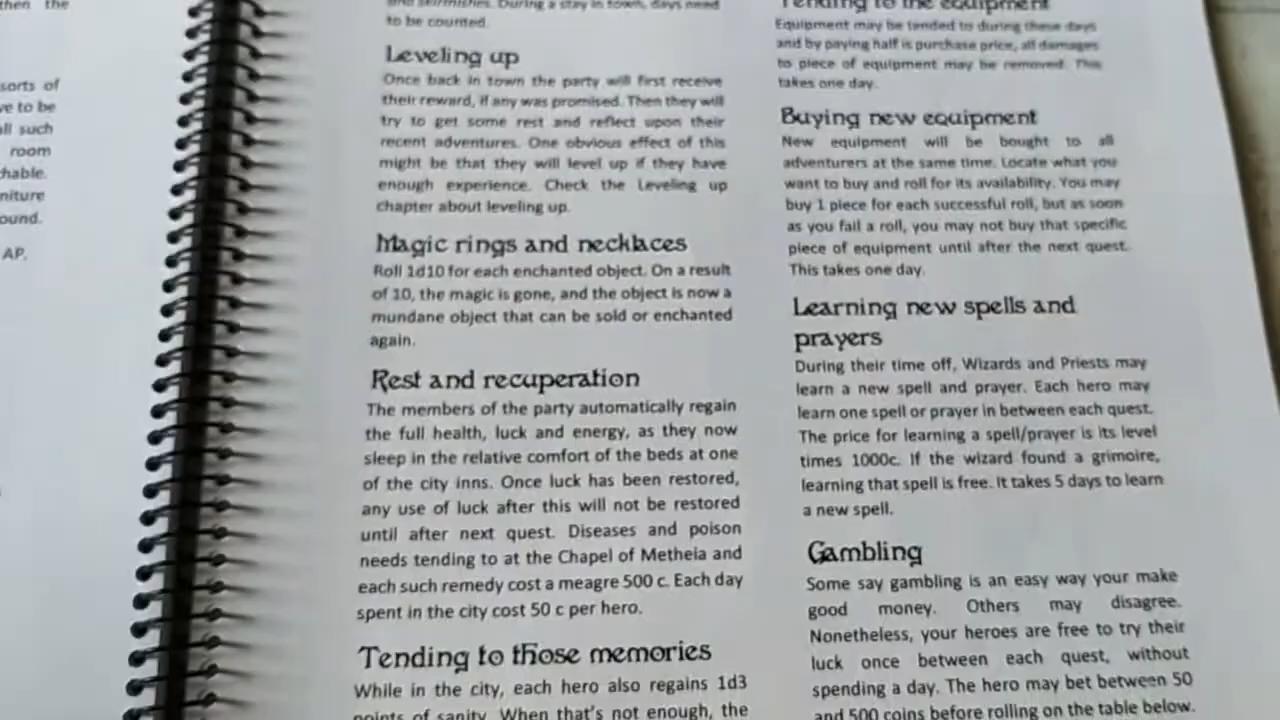 then the
sorts of
ve to be
all such
room
chable.
niture
ound.
AP.
and skirmishes. During a stay in town, days need
to be counted.
Leveling up
Once back in town the party will first receive
their reward, if any was promised. Then they will
try to get some rest and reflect upon their
recent adventures. One obvious effect of this
might be that they will level up if they have
enough experience. Check the Leveling up
chapter about leveling up.
Magic rings and necklaces
Roll 1d10 for each enchanted object. On a result
of 10, the magic is gone, and the object is now a
mundane object that can be sold or enchanted
again.
Rest and recuperation
The members of the party automatically regain
the full health, luck and energy, as they now
sleep in the relative comfort of the beds at one
of the city inns. Once luck has been restored,
any use of luck after this will not be restored
until after next quest. Diseases and poison
needs tending to at the Chapel of Metheia and
each such remedy cost a meagre 500 c. Each day
spent in the city cost 50 c per hero.
Tending to those memories
While in the city, each hero also regains 1d3
points of sanity. When that's not enough, the
Tending to the equipment
Equipment may be tended to during these days
and by paying half is purchase price, all damages
to piece of equipment may be removed. This
takes one day.
Buying new equipment
New equipment will be bought to all
adventurers at the same time. Locate what you
want to buy and roll for its availability. You may
buy 1 piece for each successful roll, but as soon
as you fail a roll, you may not buy that specific
piece of equipment until after the next quest.
This takes one day.
Learning new spells and
prayers
During their time off, Wizards and Priests may
learn a new spell and prayer. Each hero may
learn one spell or prayer in between each quest.
The price for learning a spell/prayer is its level
times 1000c. If the wizard found a grimoire,
learning that spell is free. It takes 5 days to learn
a new spell.
Gambling
Some say gambling is an easy way your make
good money. Others may disagree.
Nonetheless, your heroes are free to try their
luck once between each quest, without
spending a day. The hero may bet between 50
and 500 coins before rolling on the table below.